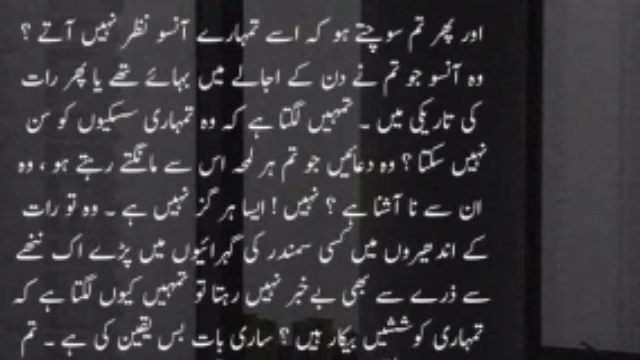 اور پھر تم سوچتے ہو کہ اسے تمہارے آنسو نظر نہیں آتے ؟
وہ آنسو جو تم نے دن کے اجالے میں بہائے تھے یا پھر رات
کی تاریکی میں ۔ تمہیں لگتا ہے کہ وہ تمہاری سسکیوں کو سن
نہیں سکتا ؟ وہ دعائیں جو تم ہر لمحہ اس سے مانگتے رہتے ہو ، وہ
ان سے نا آشنا ہے ؟ نہیں ! ایسا ہر گز نہیں ہے ۔ وہ تو رات
کے اندھیروں میں کسی سمندر کی گہرائیوں میں پڑے اک ننھے
سے ذرے سے بھی بے خبر نہیں رہتا تو تمہیں کیوں لگتا ہے کہ
تمہاری کوششیں بیکار ہیں ؟ ساری بات بس یقین کی ہے ۔ تم